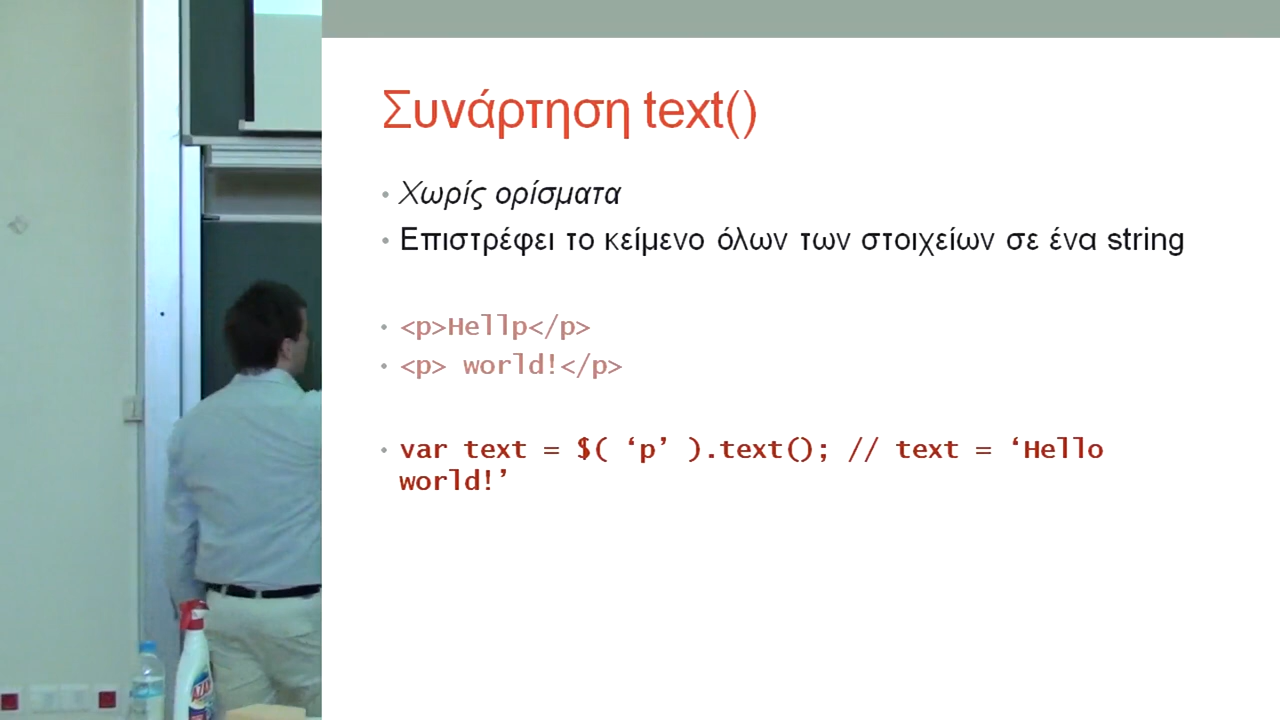 Συνάρτηση text()
• Χωρίς ορίσματα
• Επιστρέφει το κείμενο όλων των στοιχείων σε ένα string
• <p>Hellp</p>
• <p> world!</p>
• var text = $( ‘p’ ).text(); // text = ‘Hello
world!’
AZAX